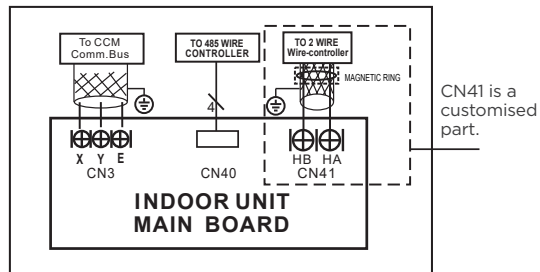 To CCM
Comm.Bus
TO 485 WIRE
CONTROLLER
TO 2 WIRE
Wire-controller
MAGNETIC RING
4
X Y E
CN3
CN40
HB HA
CN41
INDOOR UNIT
MAIN BOARD
CN41 is a
customised
part.